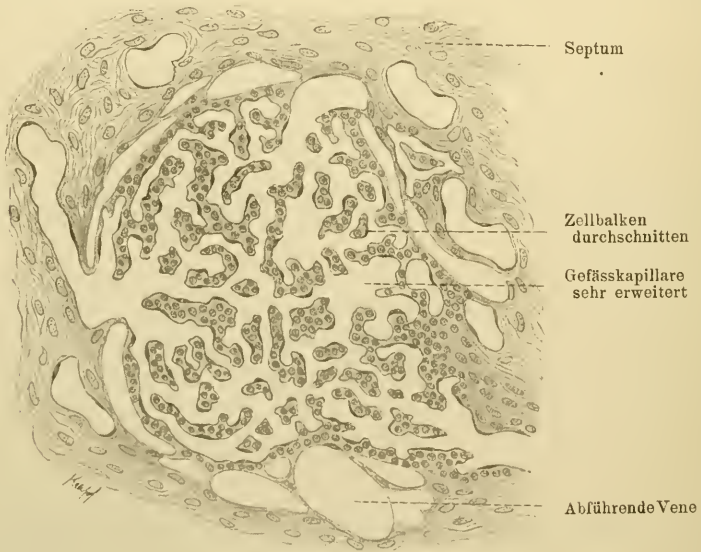 Septum
Zellbalken
durchschnitten
Gefässkapillare
sehr erweitert
Abführende Vene